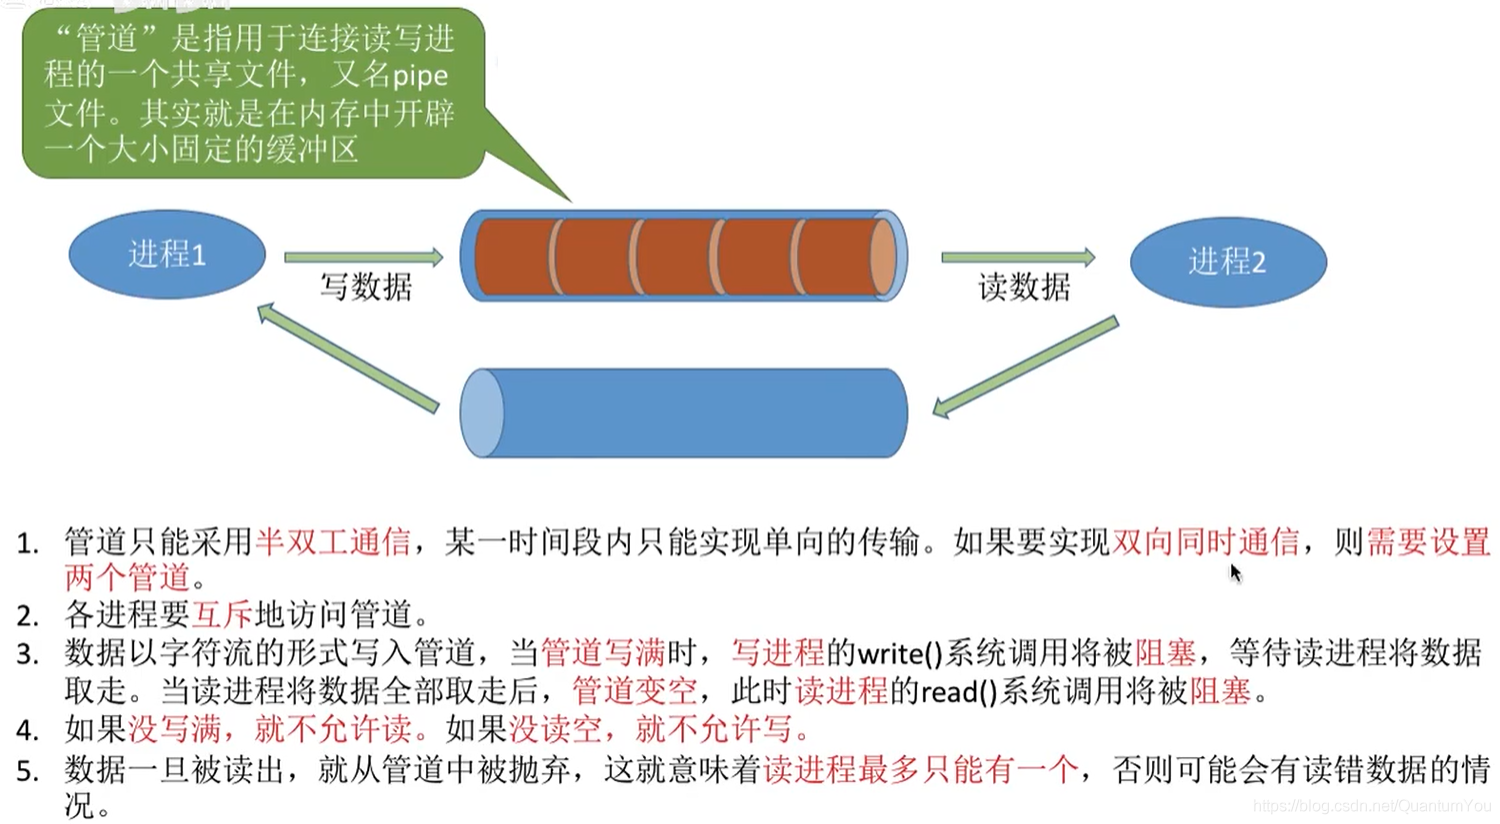 “管道”是指用于连接读写进
程的一个共享文件，又名pipe
文件。其实就是在内存中开辟
一个大小固定的缓冲区
进程1
写数据
读数据
进程2
1. 管道只能采用半双工通信，某一时间段内只能实现单向的传输。如果要实现双向同时通信，则需要设置
两个管道。
2. 各进程要互斥地访问管道。
3. 数据以字符流的形式写入管道，当管道写满时，写进程的write()系统调用将被阻塞，等待读进程将数据
取走。当读进程将数据全部取走后，管道变空，此时读进程的read()系统调用将被阻塞。
4. 如果没写满，就不允许读。如果没读空，就不允许写。
5. 数据一旦被读出，就从管道中被抛弃，这就意味着读进程最多只能有一个，否则可能会有读错数据的情
况。
https://blog.csdn.net/QuantumYou